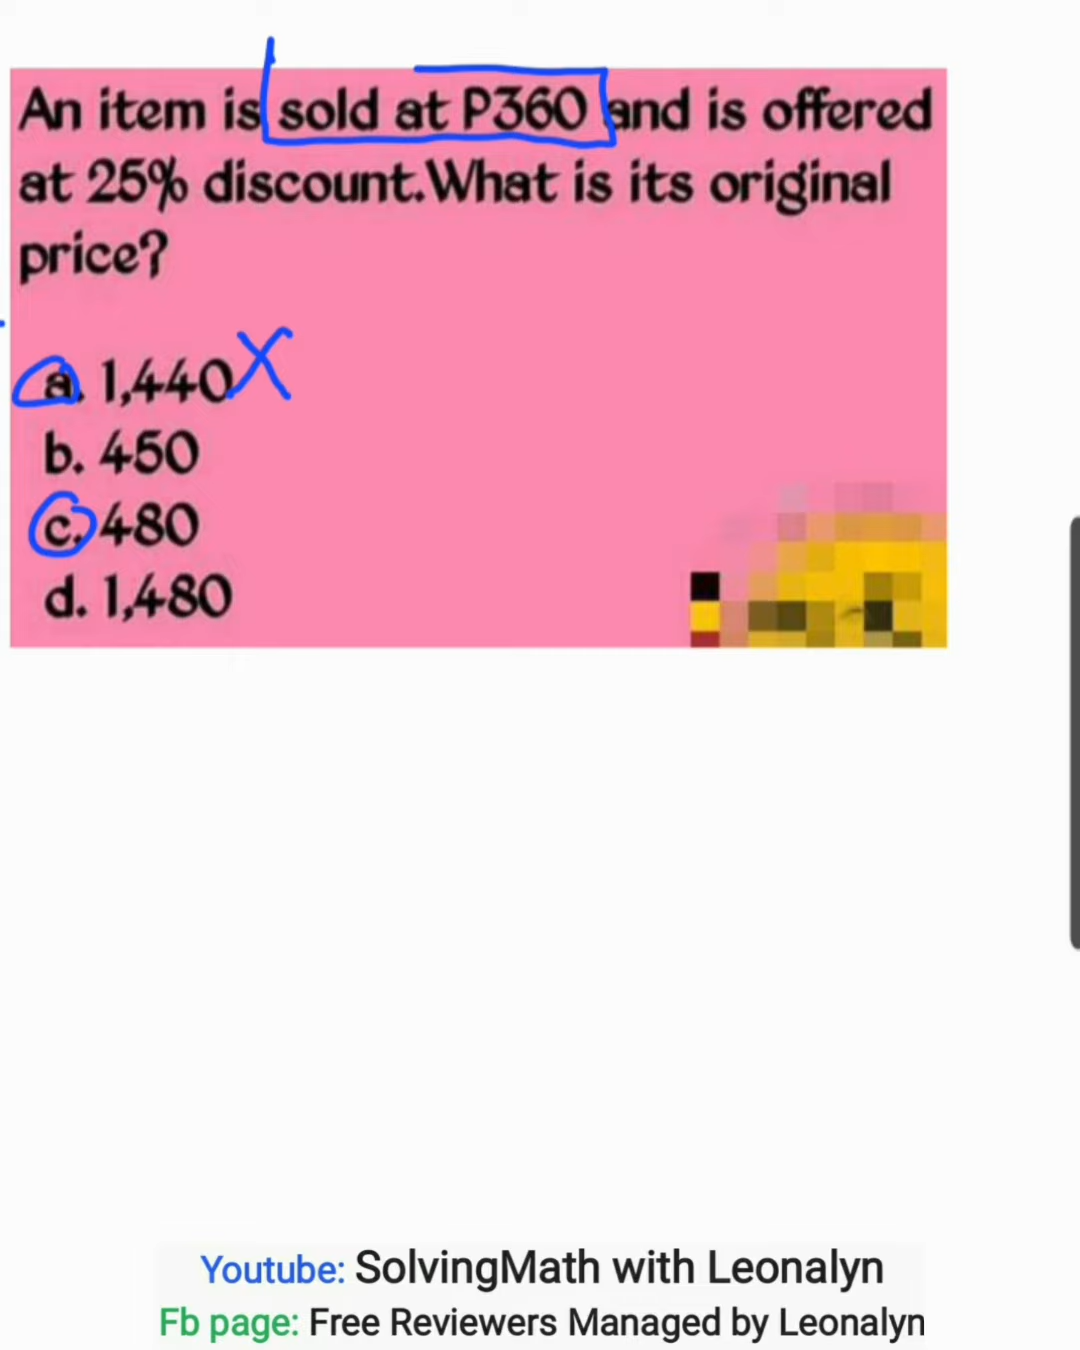 An item is sold at P360 and is offered
at 25% discount.What is its original
price?
a. 1,440 X
b. 450
c. 480
d. 1,480
Youtube: SolvingMath with Leonalyn
Fb page: Free Reviewers Managed by Leonalyn